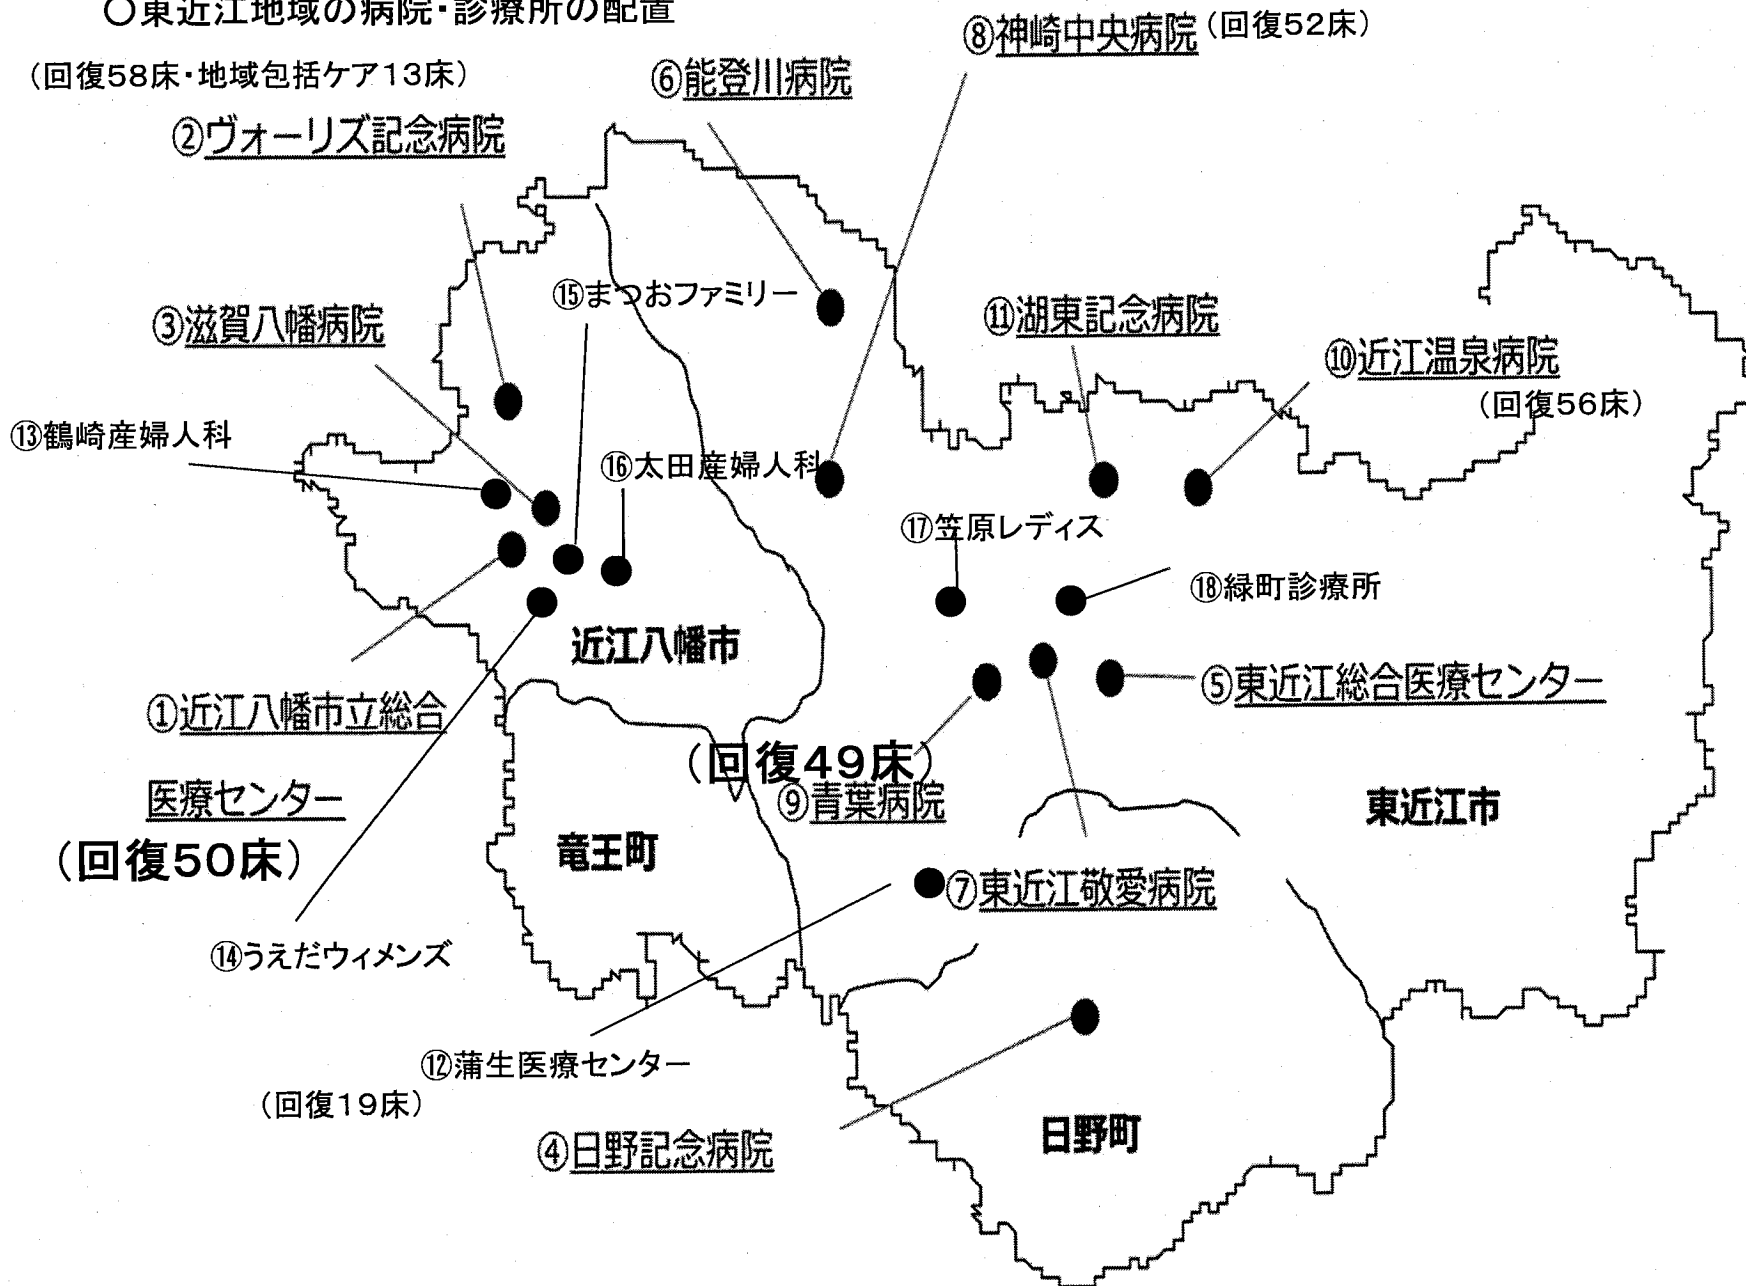 ○東近江地域の病院・診療所の配置
⑧神崎中央病院（回復52床）
（回復58床・地域包括ケア13床）
⑥能登川病院
②ヴォーリズ記念病院
⑮まつおファミリー
③滋賀八幡病院
⑪湖東記念病院
⑩近江温泉病院
（回復56床）
⑬鶴崎産婦人科
⑯太田産婦人科
⑰笠原レディス
⑱緑町診療所
近江八幡市
⑤東近江総合医療センター
①近江八幡市立総合
医療センター
（回復50床）
（回復49床）
⑨青葉病院
東近江市
竜王町
⑦東近江敬愛病院
⑭うえだウィメンズ
⑫蒲生医療センター
（回復19床）
④日野記念病院
日野町